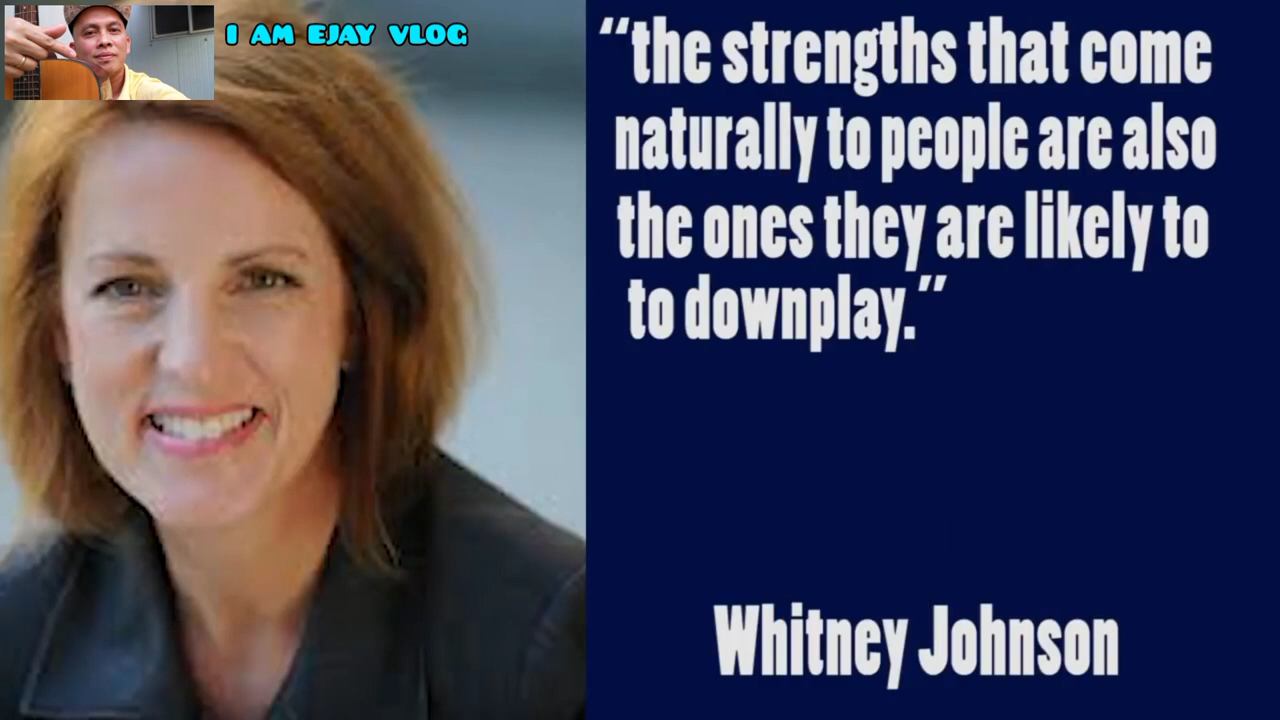 I AM EJAY VLOG
“the strengths that come
naturally to people are also
the ones they are likely to
to downplay.”
Whitney Johnson